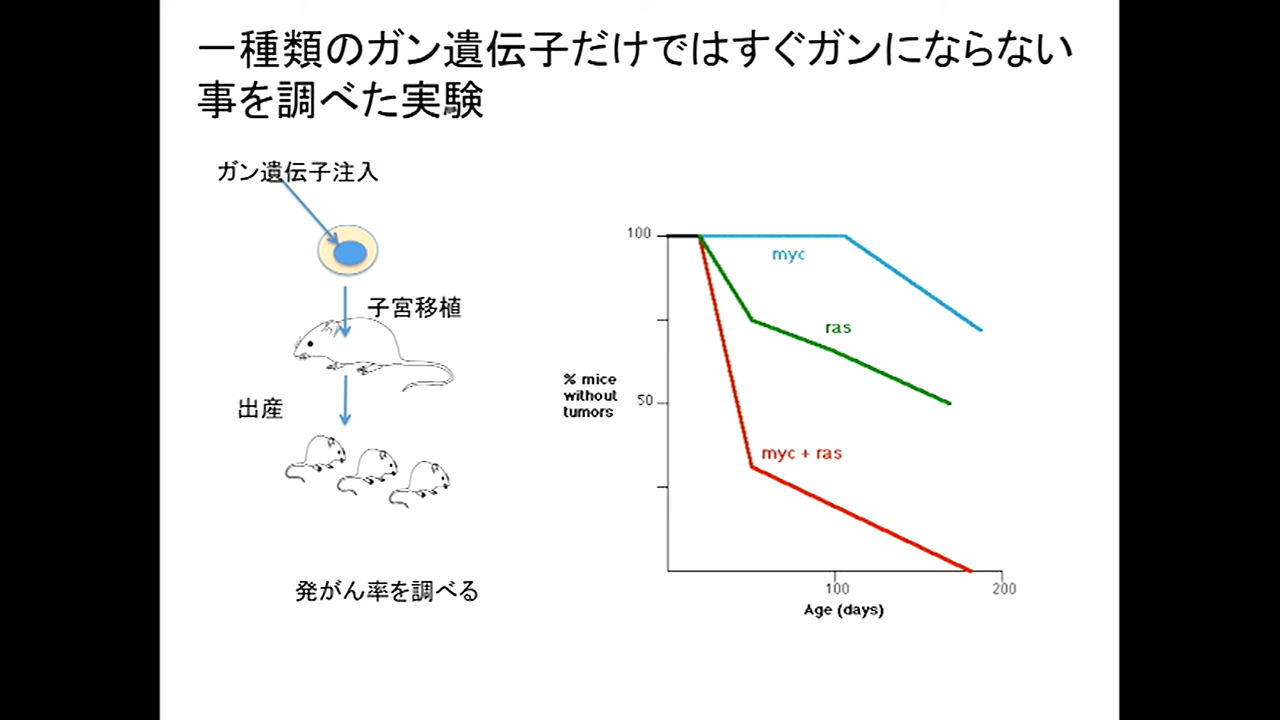 一種類のガン遺伝子だけではすぐガンにならない
事を調べた実験
ガン遺伝子注入
子宮移植
出産
発がん率を調べる
100
myc
ras
% mice
without
tumors
50
myc + ras
100
200
Age (days)